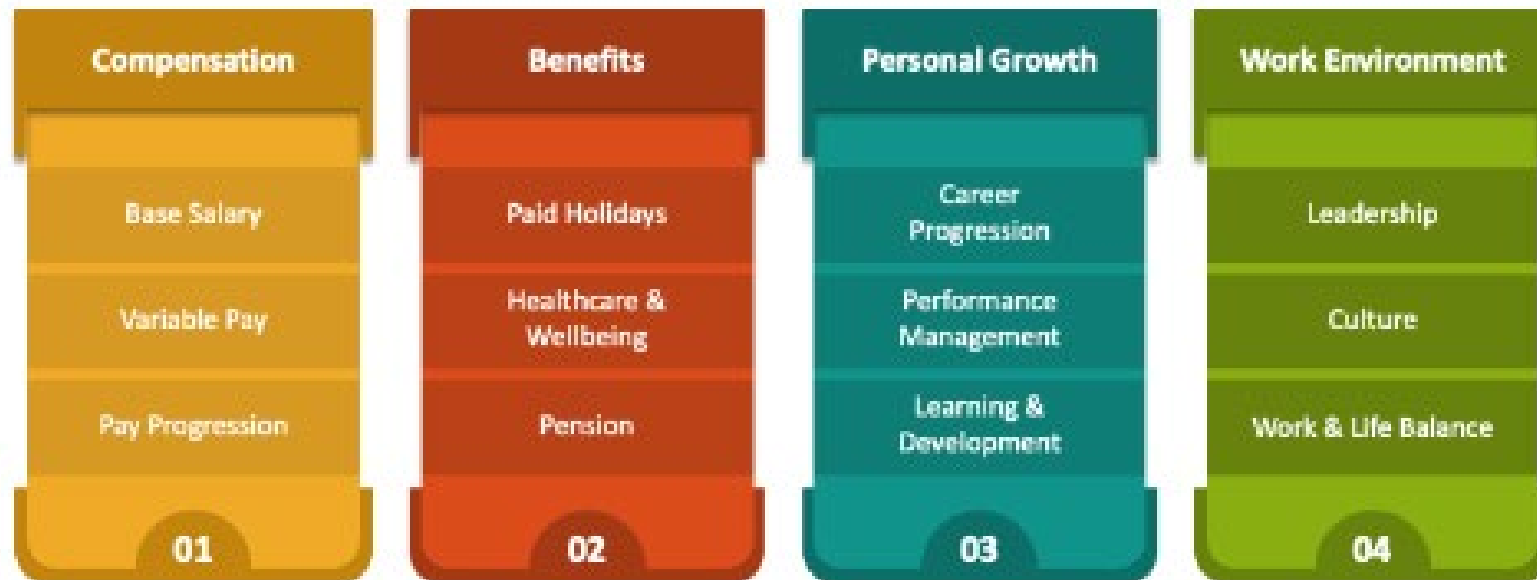 Compensation
Base Salary
Variable Pay
Pay Progression
01
Benefits
Paid Holidays
Healthcare &
Wellbeing
Pension
02
Personal Growth
Career
Progression
Performance
Management
Learning &
Development
03
Work Environment
Leadership
Culture
Work & Life Balance
04